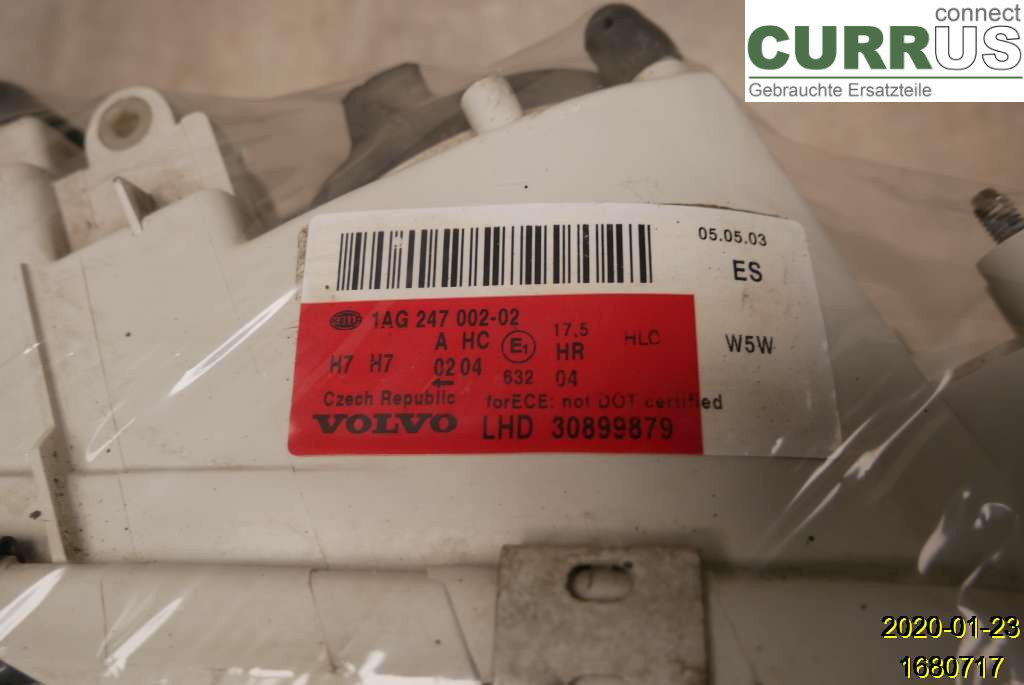 connect
CURRUS
Gebrauchte Ersatzteile
05.05.03
ES
HELLA
1AG 247 002-02
A HC
E1
17,5
HLC
H7 H7
HR
W5W
02 04
632
04
Czech Republic
forECE: not DOT certified
VOLVO
LHD 30899879
2020-01-23
1680717